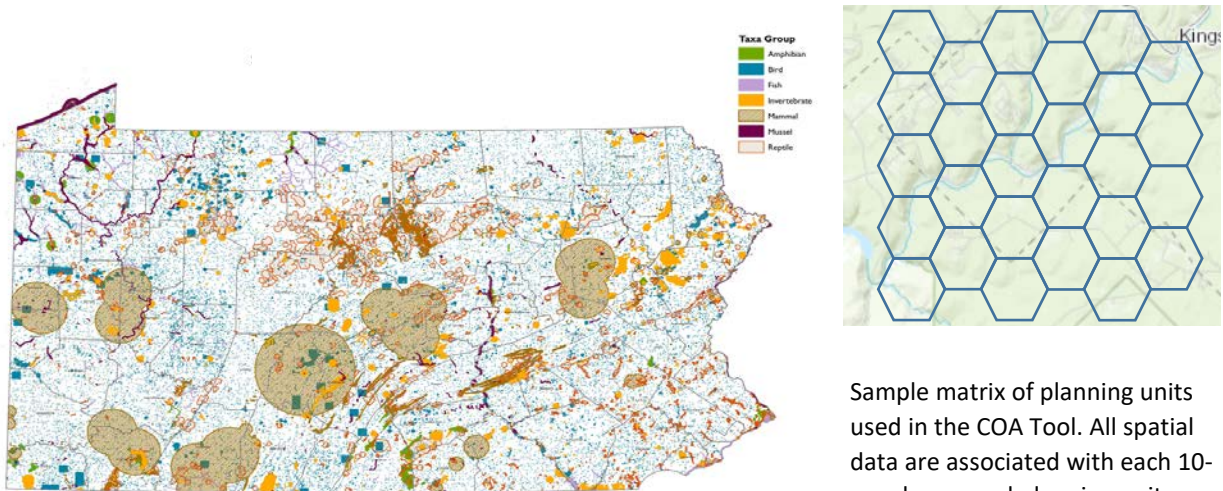 Taxa Group
Amphibian
Bird
Fish
Invertebrate
Mammal
Mussel
Reptile
Kings
Sample matrix of planning units
used in the COA Tool. All spatial
data are associated with each 10-